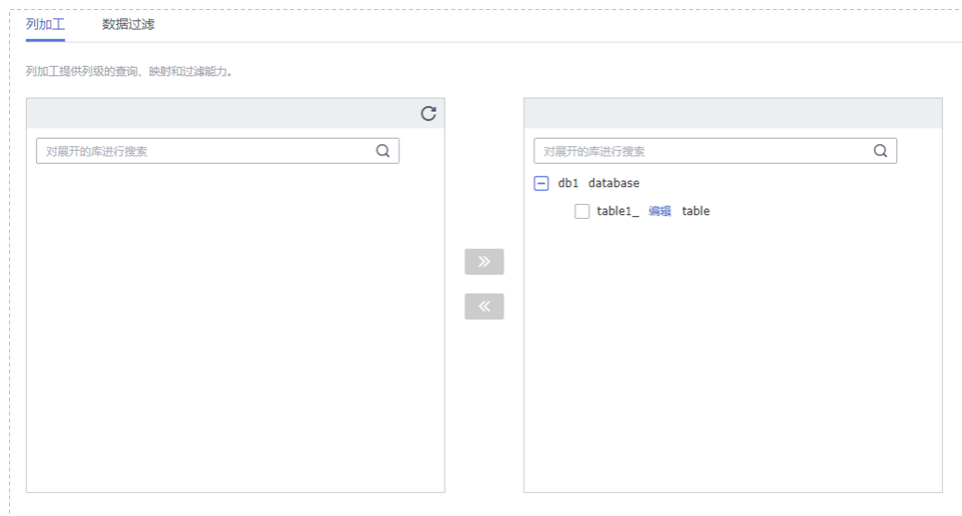 列加工 数据过滤
列加工提供列级的查询、映射和过滤能力。
对展开的库进行搜索 对展开的库进行搜索
db1 database
table1_ 编辑 table